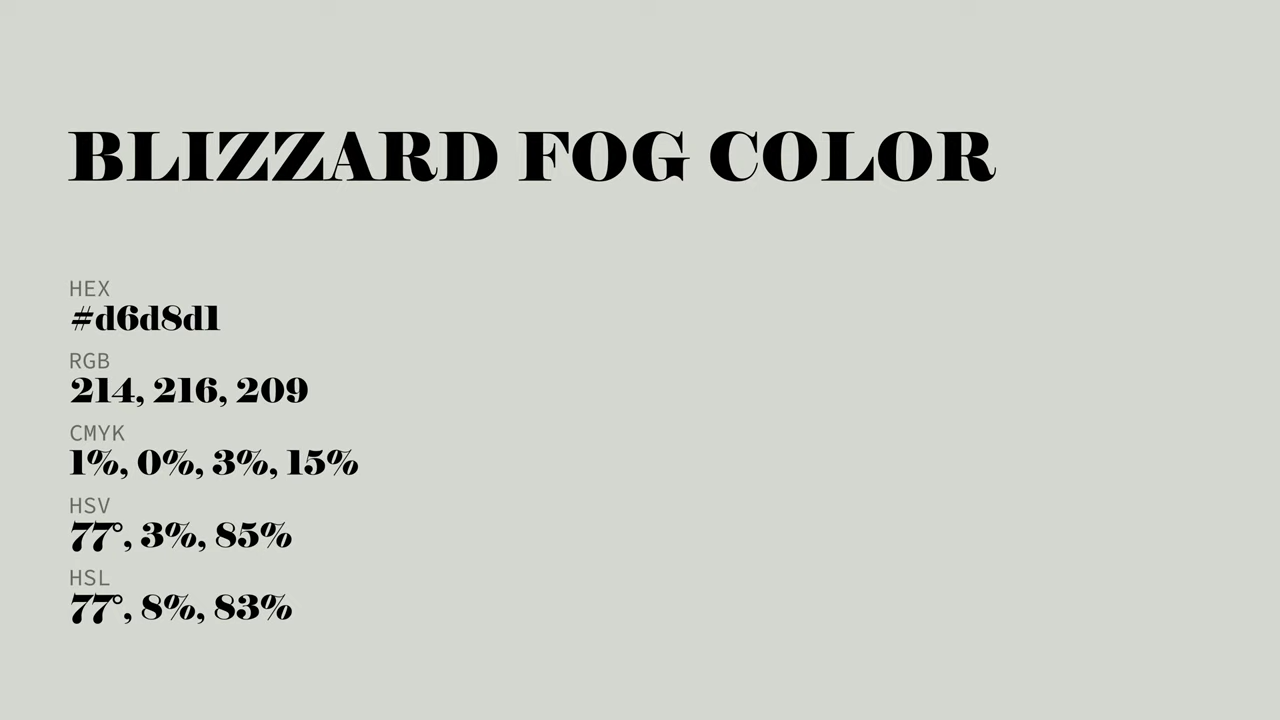 BLIZZARD FOG COLOR
HEX
#d6d8d1
RGB
214, 216, 209
CMYK
1%, 0%, 3%, 15%
HSV
77°, 3%, 85%
HSL
77°, 8%, 83%